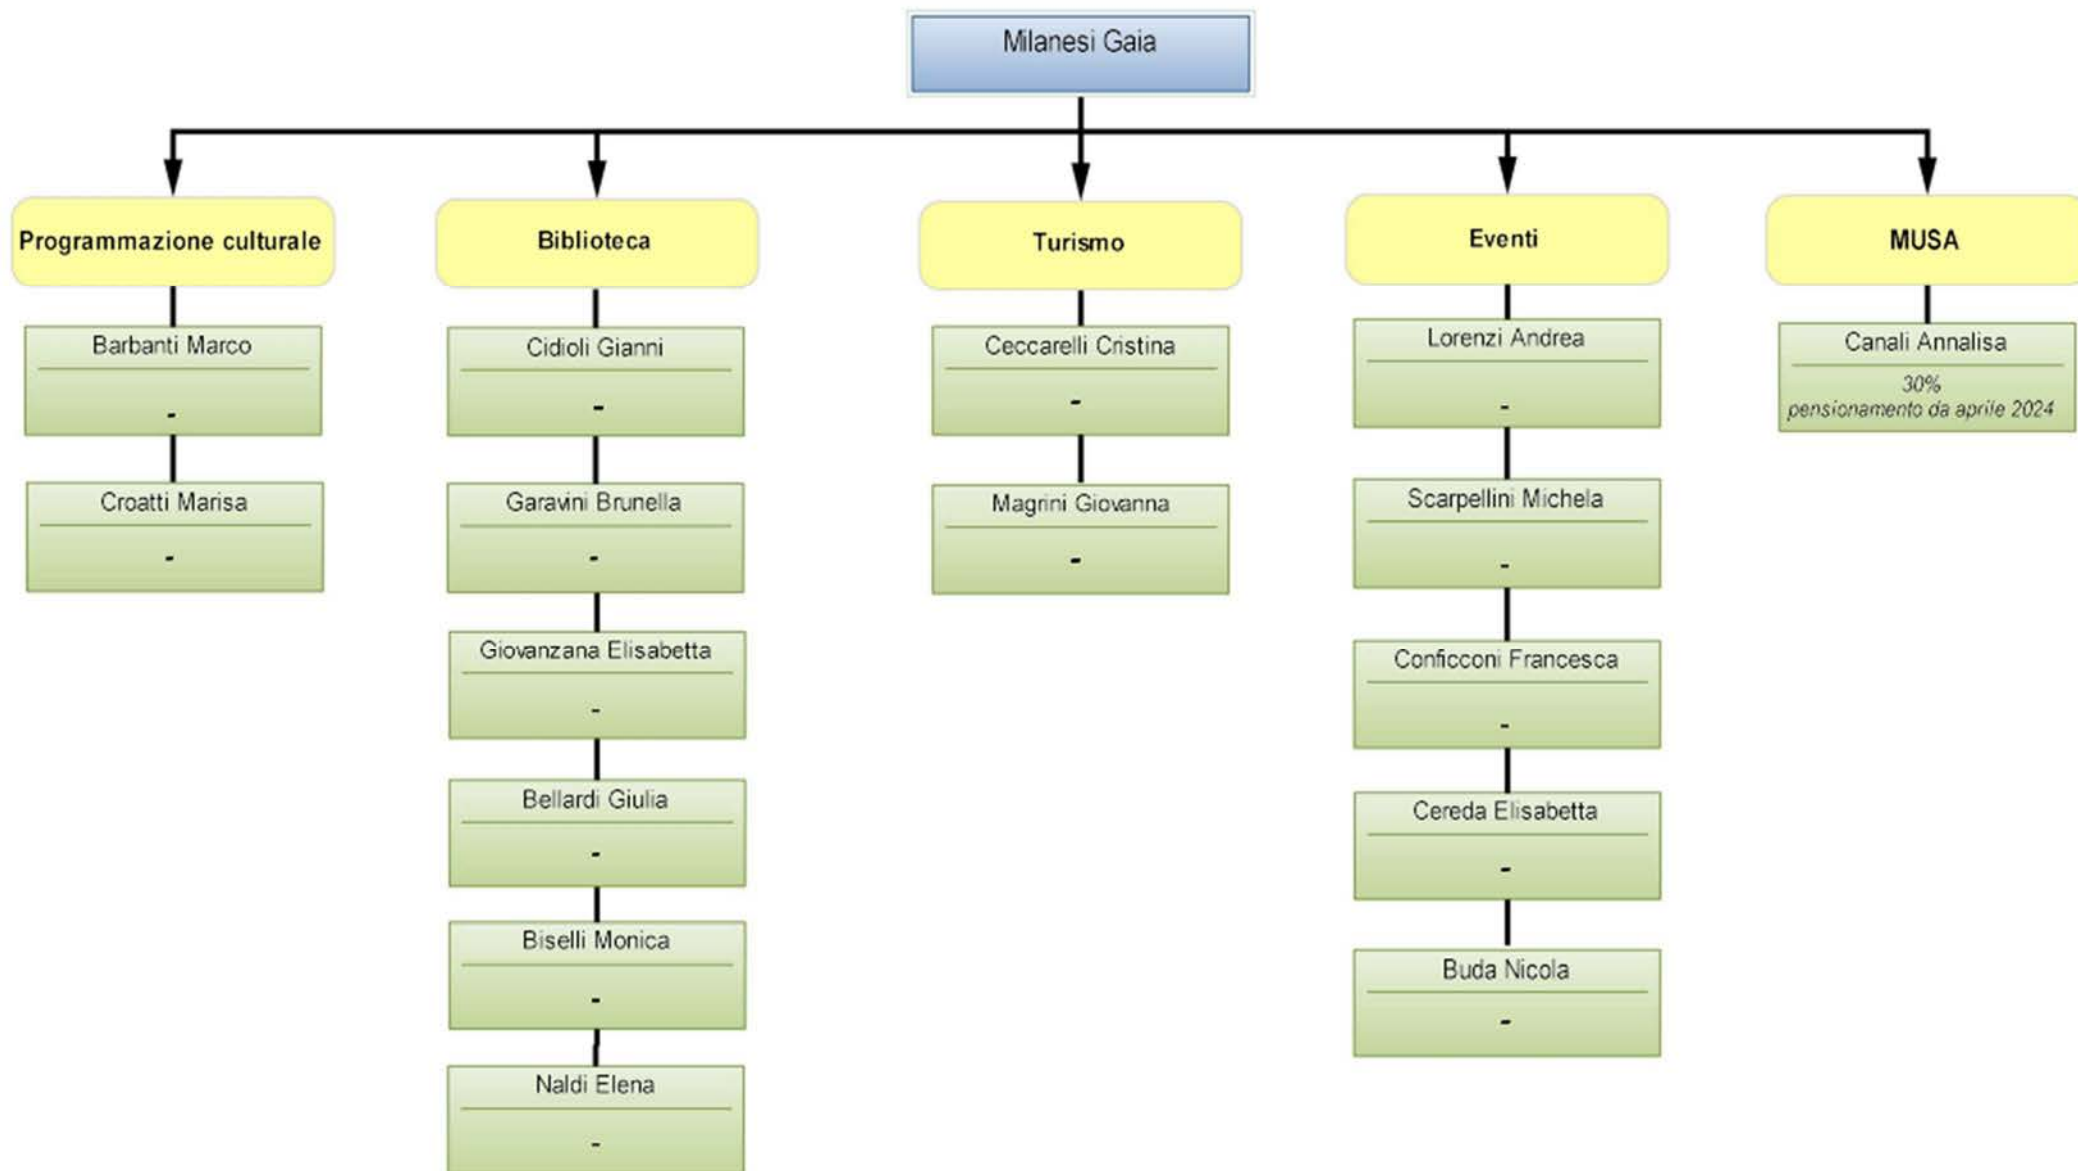 Milanesi Gaia
Programmazione culturale
Barbanti Marco
-
Croatti Marisa
-
Biblioteca
Cidioli Gianni
-
Garavini Brunella
-
Giovanzana Elisabetta
-
Bellardi Giulia
-
Biselli Monica
-
Naldi Elena
-
Turismo
Ceccarelli Cristina
-
Magrini Giovanna
-
Eventi
Lorenzi Andrea
-
Scarpellini Michela
-
Conficconi Francesca
-
Cereda Elisabetta
-
Buda Nicola
-
MUSA
Canali Annalisa
30%
pensionamento da aprile 2024